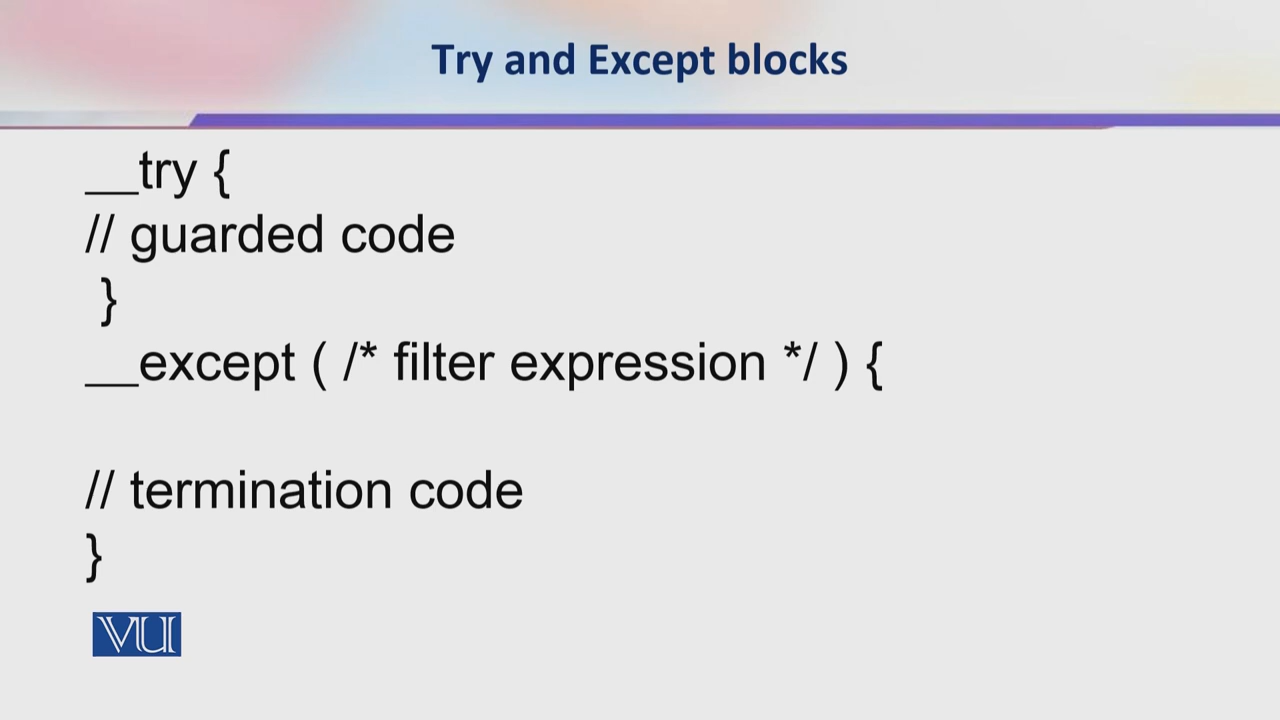 Try and Except blocks
__try {
// guarded code
}
__except ( /* filter expression */ ) {
// termination code
}
VU